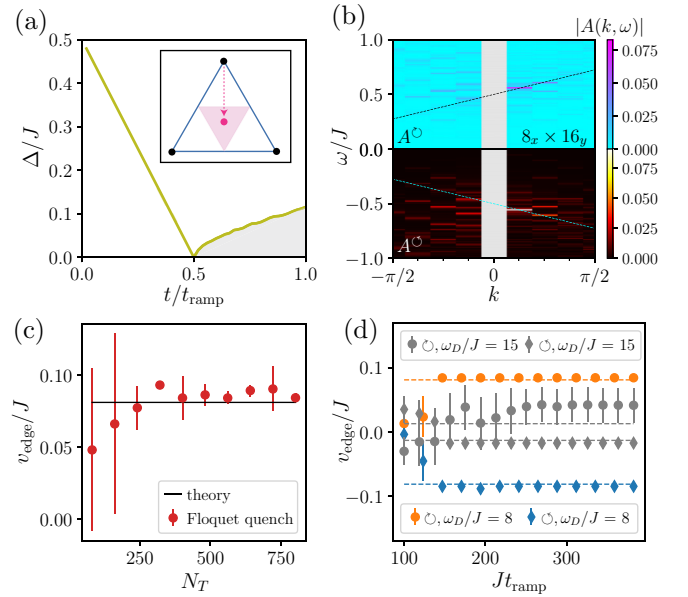 (a)
0.5
0.4
0.3
0.2
0.1
0.0
Δ/J
0.0
0.5
1.0
t/t_ramp
(b)
|A(k, ω)|
1.0
0.5
0.0
−0.5
−1.0
ω/J
A^↻
8_x × 16_y
A^↺
0.075
0.050
0.025
0.000
0.075
0.050
0.025
0.000
−π/2
0
π/2
k
(c)
0.10
0.05
0.00
v_edge/J
theory
Floquet quench
250
500
750
N_T
(d)
↻, ω_D/J = 15
↻, ω_D/J = 15
0.1
0.0
−0.1
v_edge/J
↻, ω_D/J = 8
↻, ω_D/J = 8
100
200
300
Jt_ramp